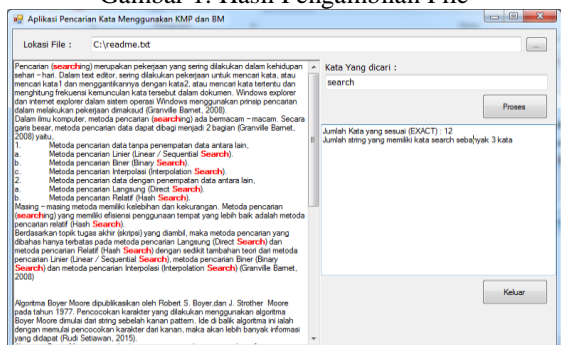 Gambar 1. Hasil Pengambilan File
Aplikasi Pencarian Kata Menggunakan KMP dan BM
Lokasi File : C:\readme.txt
...
Pencarian (searching) merupakan pekerjaan yang sering dilakukan dalam kehidupan
sehari – hari. Dalam text editor, sering dilakukan pekerjaan untuk mencari kata, atau
mencari kata1 dan menggantikannya dengan kata2, atau mencari kata tertentu dan
menghitung frekuensi kemunculan kata tersebut dalam dokumen. Windows explorer
dan internet explorer dalam sistem operasi Windows menggunakan prinsip pencarian
dalam melakukan pekerjaan dimaksud (Granville Barnet, 2008).
Dalam ilmu komputer, metoda pencarian (searching) ada bermacam – macam. Secara
garis besar, metoda pencarian data dapat dibagi menjadi 2 bagian (Granville Barnet,
2008) yaitu,
1. Metoda pencarian data tanpa penempatan data antara lain,
a. Metoda pencarian Linier (Linear / Sequential Search).
b. Metoda pencarian Biner (Binary Search).
c. Metoda pencarian Interpolasi (Interpolation Search).
2. Metoda pencarian data dengan penempatan data antara lain,
a. Metoda pencarian Langsung (Direct Search).
b. Metoda pencarian Relatif (Hash Search).
Masing – masing metoda memiliki kelebihan dan kekurangan. Metoda pencarian
(searching) yang memiliki efisiensi penggunaan tempat yang lebih baik adalah metoda
pencarian relatif (Hash Search).
Berdasarkan topik tugas akhir (skripsi) yang diambil, maka metoda pencarian yang
dibahas hanya terbatas pada metoda pencarian Langsung (Direct Search) dan
metoda pencarian Relatif (Hash Search) dengan sedikit tambahan teori dari metoda
pencarian Linier (Linear / Sequential Search), metoda pencarian Biner (Binary
Search) dan metoda pencarian Interpolasi (Interpolation Search) (Granville Barnet,
2008)
Algoritma Boyer Moore dipublikasikan oleh Robert S. Boyer,dan J. Strother Moore
pada tahun 1977. Pencocokan karakter yang dilakukan menggunakan algoritma
Boyer Moore dimulai dari string sebelah kanan pattern. Ide di balik algoritma ini ialah
dengan memulai pencocokan karakter dari kanan, maka akan lebih banyak informasi
yang didapat (Rudi Setiawan, 2015).
Kata Yang dicari :
search
Proses
Jumlah Kata yang sesuai (EXACT) : 12
Jumlah string yang memiliki kata search sebanyak 3 kata
Keluar